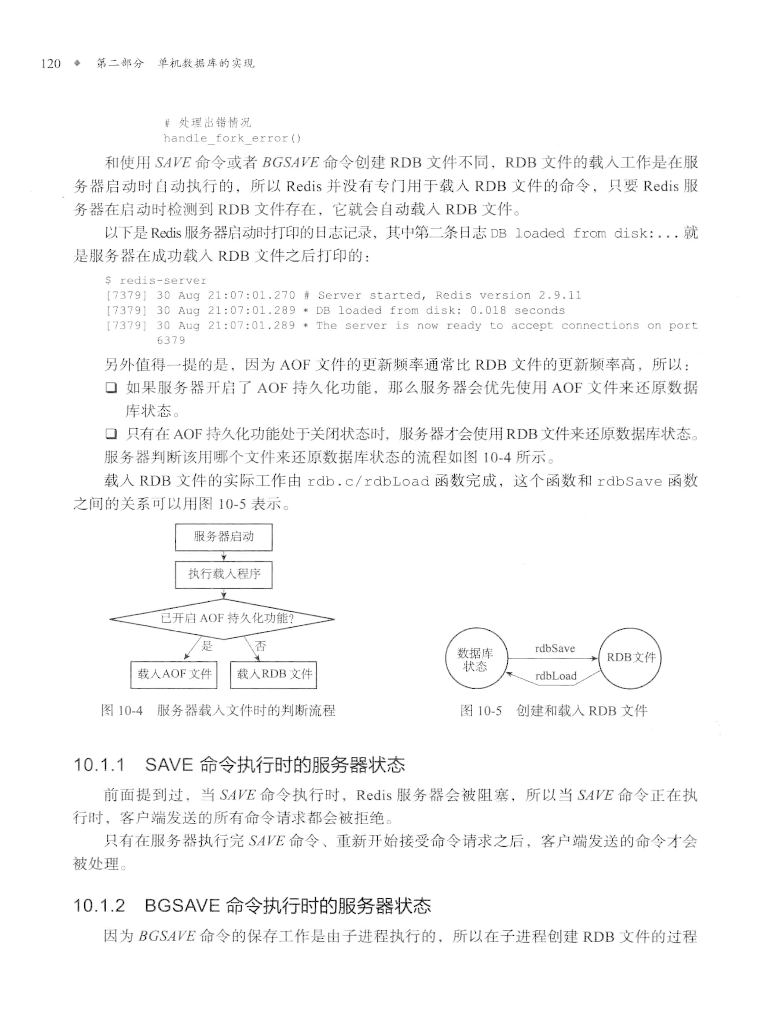 120 ◆ 第二部分 单机数据库的实现
# 处理出错情况
handle_fork_error()
和使用 SAVE 命令或者 BGSAVE 命令创建 RDB 文件不同，RDB 文件的载入工作是在服
务器启动时自动执行的，所以 Redis 并没有专门用于载入 RDB 文件的命令，只要 Redis 服
务器在启动时检测到 RDB 文件存在，它就会自动载入 RDB 文件。
以下是 Redis 服务器启动时打印的日志记录，其中第二条日志 DB loaded from disk:... 就
是服务器在成功载入 RDB 文件之后打印的：
$ redis-server
[7379] 30 Aug 21:07:01.270 # Server started, Redis version 2.9.11
[7379] 30 Aug 21:07:01.289 * DB loaded from disk: 0.018 seconds
[7379] 30 Aug 21:07:01.289 * The server is now ready to accept connections on port
6379
另外值得一提的是，因为 AOF 文件的更新频率通常比 RDB 文件的更新频率高，所以：
❑ 如果服务器开启了 AOF 持久化功能，那么服务器会优先使用 AOF 文件来还原数据
库状态。
❑ 只有在 AOF 持久化功能处于关闭状态时，服务器才会使用 RDB 文件来还原数据库状态。
服务器判断该用哪个文件来还原数据库状态的流程如图 10-4 所示。
载入 RDB 文件的实际工作由 rdb.c/rdbLoad 函数完成，这个函数和 rdbSave 函数
之间的关系可以用图 10-5 表示。
服务器启动
执行载入程序
已开启 AOF 持久化功能?
是
否
载入AOF 文件
载入RDB 文件
图 10-4 服务器载入文件时的判断流程
数据库
状态
rdbSave
rdbLoad
RDB文件
图 10-5 创建和载入 RDB 文件
10.1.1 SAVE 命令执行时的服务器状态
前面提到过，当 SAVE 命令执行时，Redis 服务器会被阻塞，所以当 SAVE 命令正在执
行时，客户端发送的所有命令请求都会被拒绝。
只有在服务器执行完 SAVE 命令、重新开始接受命令请求之后，客户端发送的命令才会
被处理。
10.1.2 BGSAVE 命令执行时的服务器状态
因为 BGSAVE 命令的保存工作是由子进程执行的，所以在子进程创建 RDB 文件的过程